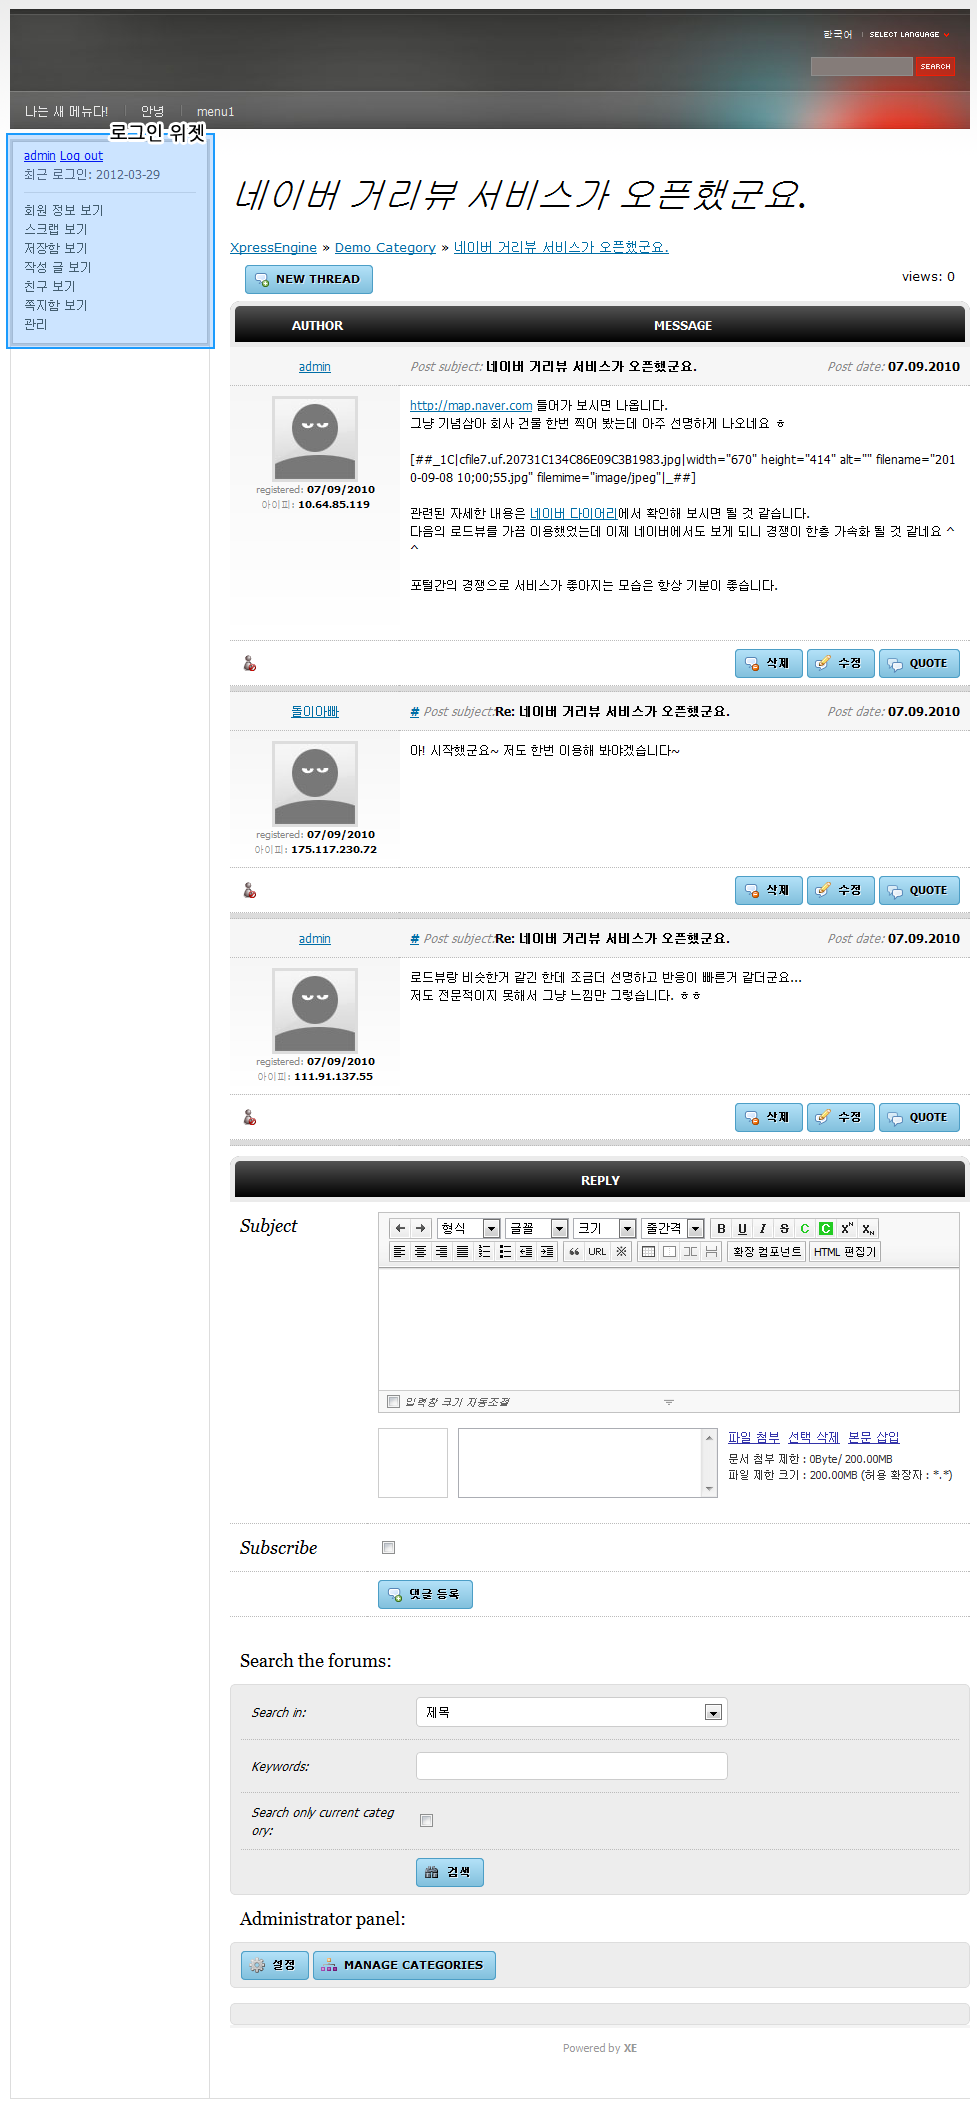 한국어 | SELECT LANGUAGE
SEARCH
나는 새 메뉴다! 안녕 menu1
로그인 위젯
admin Log out
최근 로그인: 2012-03-29
회원 정보 보기
스크랩 보기
저장함 보기
작성 글 보기
친구 보기
쪽지함 보기
관리
네이버 거리뷰 서비스가 오픈했군요.
XpressEngine » Demo Category » 네이버 거리뷰 서비스가 오픈했군요.
NEW THREAD views: 0
AUTHOR MESSAGE
admin Post subject: 네이버 거리뷰 서비스가 오픈했군요. Post date: 07.09.2010
registered: 07/09/2010
아이피: 10.64.85.119
http://map.naver.com 들어가 보시면 나옵니다.
그냥 기념삼아 회사 건물 한번 찍어 봤는데 아주 선명하게 나오네요 ㅎ
[##_1C|cfile7.uf.20731C134C86E09C3B1983.jpg|width="670" height="414" alt="" filename="201
0-09-08 10;00;55.jpg" filemime="image/jpeg"|_##]
관련된 자세한 내용은 네이버 다이어리에서 확인해 보시면 될 것 같습니다.
다음의 로드뷰를 가끔 이용했었는데 이제 네이버에서도 보게 되니 경쟁이 한층 가속화 될 것 같네요 ^
^
포털간의 경쟁으로 서비스가 좋아지는 모습은 항상 기분이 좋습니다.
삭제 수정 QUOTE
돌이아빠 # Post subject:Re: 네이버 거리뷰 서비스가 오픈했군요. Post date: 07.09.2010
registered: 07/09/2010
아이피: 175.117.230.72
아! 시작했군요~ 저도 한번 이용해 봐야겠습니다~
삭제 수정 QUOTE
admin # Post subject:Re: 네이버 거리뷰 서비스가 오픈했군요. Post date: 07.09.2010
registered: 07/09/2010
아이피: 111.91.137.55
로드뷰랑 비슷한거 같긴 한데 조금더 선명하고 반응이 빠른거 같더군요...
저도 전문적이지 못해서 그냥 느낌만 그렇습니다. ㅎㅎ
삭제 수정 QUOTE
REPLY
Subject
형식 글꼴 크기 줄간격 B U I S C C X^N X_N
“ URL ※ 확장 컴포넌트 HTML 편집기
입력창 크기 자동조절
파일 첨부 선택 삭제 본문 삽입
문서 첨부 제한 : 0Byte/ 200.00MB
파일 제한 크기 : 200.00MB (허용 확장자 : *.*)
Subscribe
댓글 등록
Search the forums:
Search in: 제목
Keywords:
Search only current categ
ory:
검색
Administrator panel:
설정 MANAGE CATEGORIES
Powered by XE